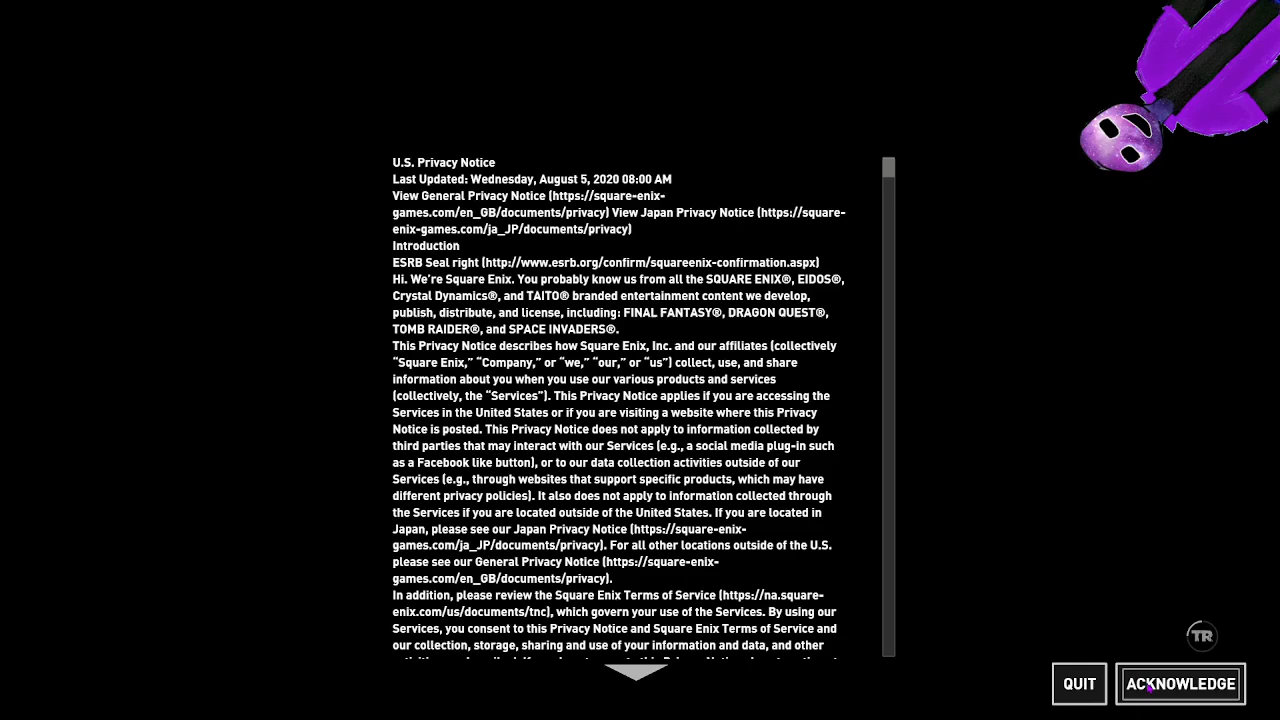 U.S. Privacy Notice
Last Updated: Wednesday, August 5, 2020 08:00 AM
View General Privacy Notice (https://square-enix-
games.com/en_GB/documents/privacy) View Japan Privacy Notice (https://square-
enix-games.com/ja_JP/documents/privacy)
Introduction
ESRB Seal right (http://www.esrb.org/confirm/squareenix-confirmation.aspx)
Hi. We're Square Enix. You probably know us from all the SQUARE ENIX®, EIDOS®,
Crystal Dynamics®, and TAITO® branded entertainment content we develop,
publish, distribute, and license, including: FINAL FANTASY®, DRAGON QUEST®,
TOMB RAIDER®, and SPACE INVADERS®.
This Privacy Notice describes how Square Enix, Inc. and our affiliates (collectively
“Square Enix,” “Company,” or “we,” “our,” or “us”) collect, use, and share
information about you when you use our various products and services
(collectively, the “Services”). This Privacy Notice applies if you are accessing the
Services in the United States or if you are visiting a website where this Privacy
Notice is posted. This Privacy Notice does not apply to information collected by
third parties that may interact with our Services (e.g., a social media plug-in such
as a Facebook like button), or to our data collection activities outside of our
Services (e.g., through websites that support specific products, which may have
different privacy policies). It also does not apply to information collected through
the Services if you are located outside of the United States. If you are located in
Japan, please see our Japan Privacy Notice (https://square-enix-
games.com/ja_JP/documents/privacy). For all other locations outside of the U.S.
please see our General Privacy Notice (https://square-enix-
games.com/en_GB/documents/privacy).
In addition, please review the Square Enix Terms of Service (https://na.square-
enix.com/us/documents/tnc), which govern your use of the Services. By using our
Services, you consent to this Privacy Notice and Square Enix Terms of Service and
our collection, storage, sharing and use of your information and data, and other
TR
QUIT
ACKNOWLEDGE